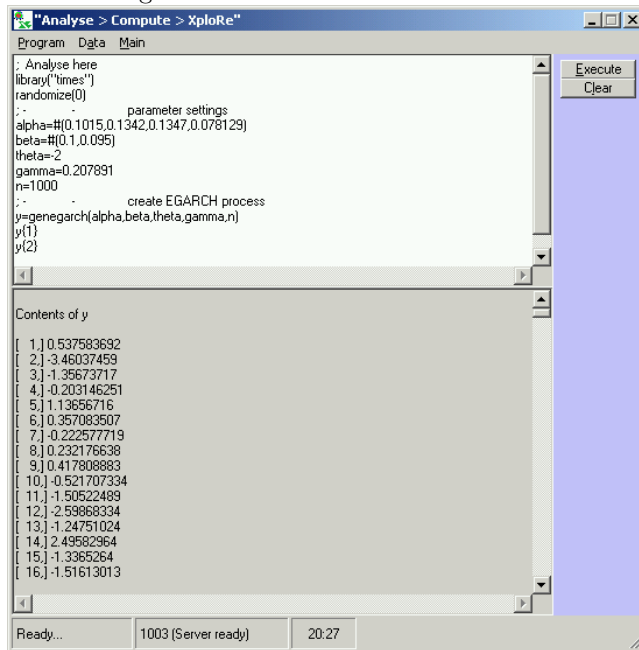 "Analyse > Compute > XploRe"
Program Data Main
; Analyse here
library("times")
randomize(0)
; - - parameter settings
alpha=#(0.1015,0.1342,0.1347,0.078129)
beta=#(0.1,0.095)
theta=-2
gamma=0.207891
n=1000
; - - create EGARCH process
y=genegarch(alpha,beta,theta,gamma,n)
y{1}
y{2}
Execute
Clear
Contents of y
[ 1,] 0.537583692
[ 2,] -3.46037459
[ 3,] -1.35673717
[ 4,] -0.203146251
[ 5,] 1.13656716
[ 6,] 0.357083507
[ 7,] -0.222577719
[ 8,] 0.232176638
[ 9,] 0.417808883
[ 10,] -0.521707334
[ 11,] -1.50522489
[ 12,] -2.59868334
[ 13,] -1.24751024
[ 14,] 2.49582964
[ 15,] -1.3365264
[ 16,] -1.51613013
Ready... 1003 (Server ready) 20:27